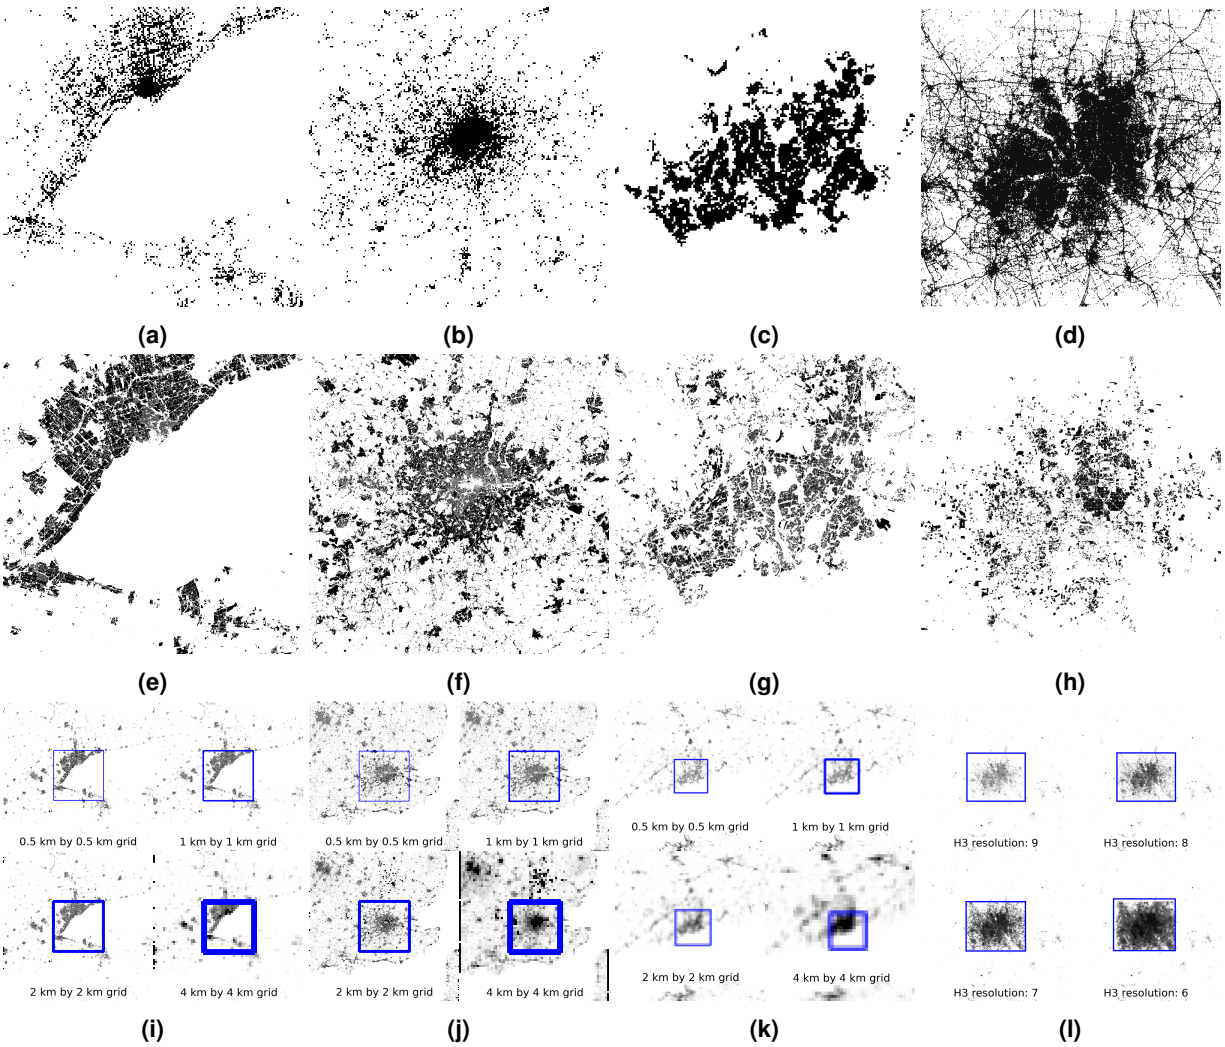 (a) (b) (c) (d)
(e) (f) (g) (h)
0.5 km by 0.5 km grid 1 km by 1 km grid 0.5 km by 0.5 km grid 1 km by 1 km grid 0.5 km by 0.5 km grid 1 km by 1 km grid H3 resolution: 9 H3 resolution: 8
2 km by 2 km grid 4 km by 4 km grid 2 km by 2 km grid 4 km by 4 km grid 2 km by 2 km grid 4 km by 4 km grid H3 resolution: 7 H3 resolution: 6
(i) (j) (k) (l)